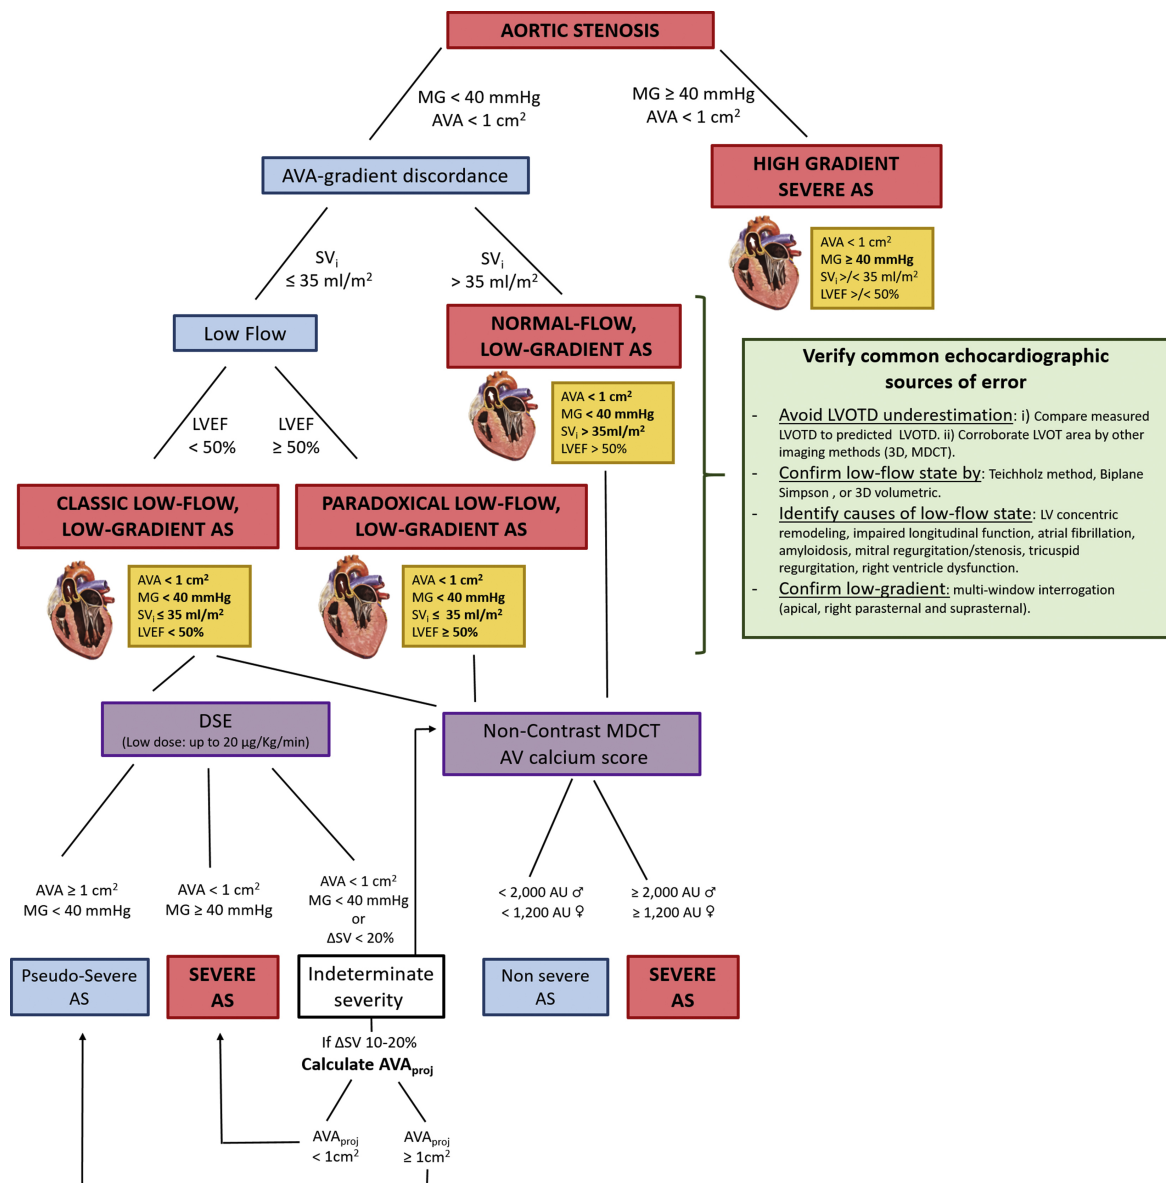 AORTIC STENOSIS
MG < 40 mmHg
AVA < 1 cm²
MG ≥ 40 mmHg
AVA < 1 cm²
AVA-gradient discordance
HIGH GRADIENT
SEVERE AS
AVA < 1 cm²
MG ≥ 40 mmHg
SVi >/< 35 ml/m²
LVEF >/< 50%
SVi
≤ 35 ml/m²
SVi
> 35 ml/m²
Low Flow
NORMAL-FLOW,
LOW-GRADIENT AS
AVA < 1 cm²
MG < 40 mmHg
SVi > 35ml/m²
LVEF > 50%
LVEF
< 50%
LVEF
≥ 50%
CLASSIC LOW-FLOW,
LOW-GRADIENT AS
AVA < 1 cm²
MG < 40 mmHg
SVi ≤ 35 ml/m²
LVEF < 50%
PARADOXICAL LOW-FLOW,
LOW-GRADIENT AS
AVA < 1 cm²
MG < 40 mmHg
SVi ≤ 35 ml/m²
LVEF ≥ 50%
Verify common echocardiographic
sources of error
- Avoid LVOTD underestimation: i) Compare measured
LVOTD to predicted LVOTD. ii) Corroborate LVOT area by other
imaging methods (3D, MDCT).
- Confirm low-flow state by: Teichholz method, Biplane
Simpson , or 3D volumetric.
- Identify causes of low-flow state: LV concentric
remodeling, impaired longitudinal function, atrial fibrillation,
amyloidosis, mitral regurgitation/stenosis, tricuspid
regurgitation, right ventricle dysfunction.
- Confirm low-gradient: multi-window interrogation
(apical, right parasternal and suprasternal).
DSE
(Low dose: up to 20 µg/Kg/min)
Non-Contrast MDCT
AV calcium score
AVA ≥ 1 cm²
MG < 40 mmHg
AVA < 1 cm²
MG ≥ 40 mmHg
AVA < 1 cm²
MG < 40 mmHg
or
ΔSV < 20%
< 2,000 AU ♂
< 1,200 AU ♀
≥ 2,000 AU ♂
≥ 1,200 AU ♀
Pseudo-Severe
AS
SEVERE
AS
Indeterminate
severity
Non severe
AS
SEVERE
AS
If ΔSV 10-20%
Calculate AVAproj
AVAproj
< 1cm²
AVAproj
≥ 1cm²